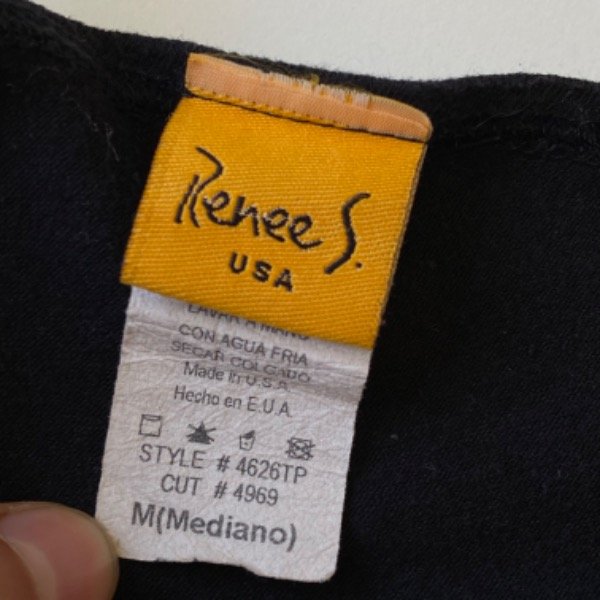 Renee S.
USA
LAVAR A MANO
CON AGUA FRIA
SECAR COLGADO
Made in U.S.A.
Hecho en E.U.A.
STYLE # 4626TP
CUT # 4969
M(Mediano)